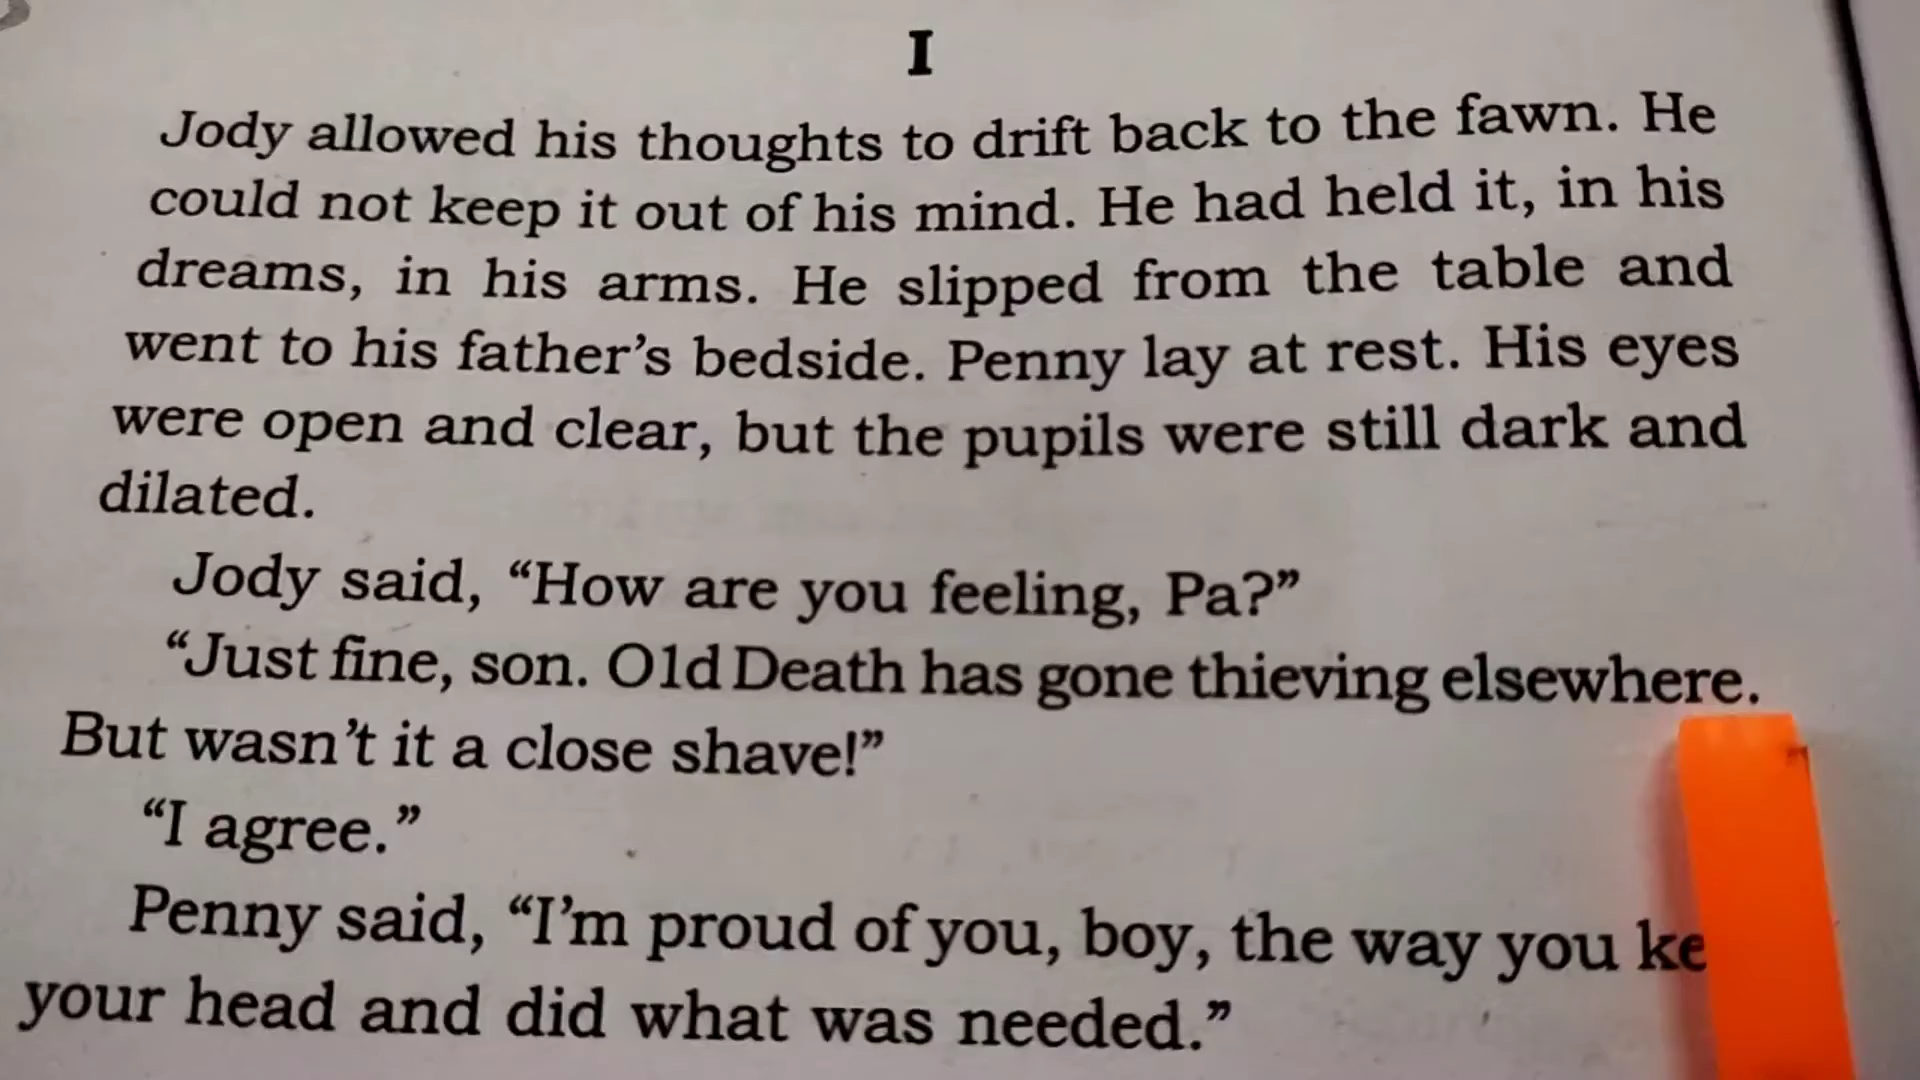 I
Jody allowed his thoughts to drift back to the fawn. He
could not keep it out of his mind. He had held it, in his
dreams, in his arms. He slipped from the table and
went to his father’s bedside. Penny lay at rest. His eyes
were open and clear, but the pupils were still dark and
dilated.
Jody said, “How are you feeling, Pa?”
“Just fine, son. Old Death has gone thieving elsewhere.
But wasn’t it a close shave!”
“I agree.”
Penny said, “I’m proud of you, boy, the way you
your head and did what was needed.”